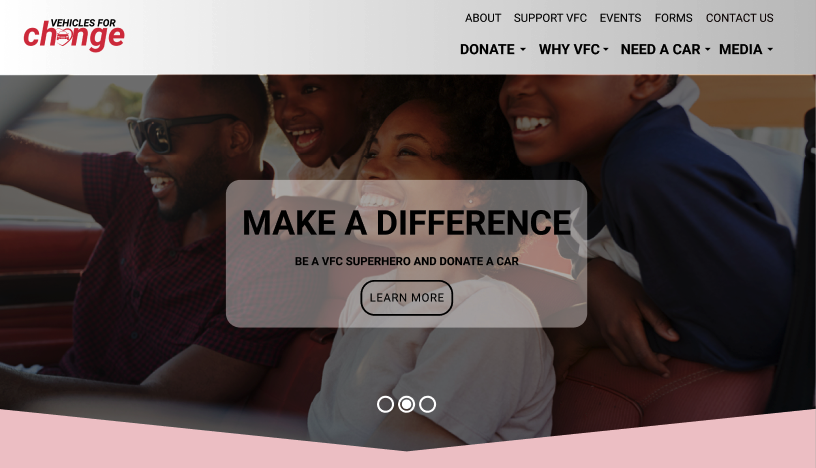 VEHICLES FOR
change
ABOUT SUPPORT VFC EVENTS FORMS CONTACT US
DONATE WHY VFC NEED A CAR MEDIA
MAKE A DIFFERENCE
BE A VFC SUPERHERO AND DONATE A CAR
LEARN MORE